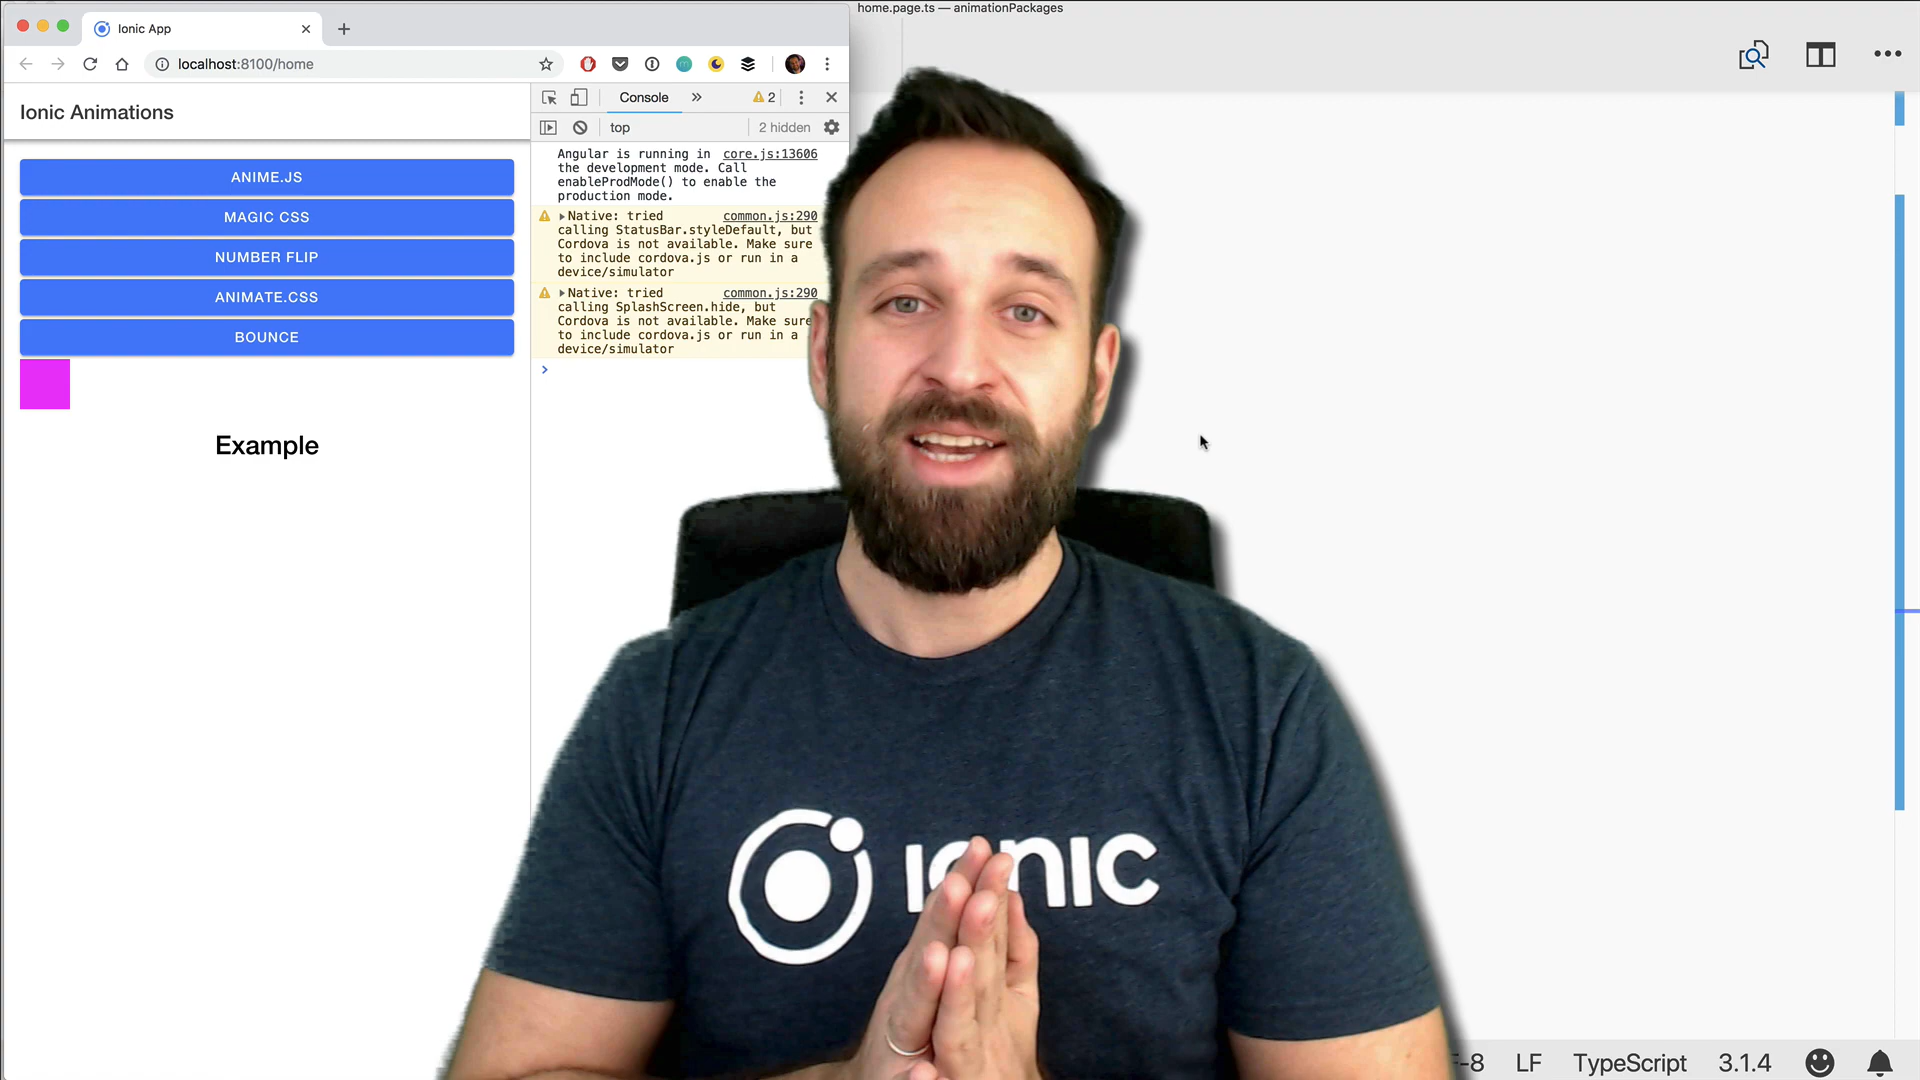 home.page.ts — animationPackages
Ionic App
localhost:8100/home
Ionic Animations
ANIME.JS
MAGIC CSS
NUMBER FLIP
ANIMATE.CSS
BOUNCE
Example
Console
2
top
2 hidden
Angular is running in core.js:13606
the development mode. Call
enableProdMode() to enable the
production mode.
Native: tried common.js:290
calling StatusBar.styleDefault, but
Cordova is not available. Make sure
to include cordova.js or run in a
device/simulator
Native: tried common.js:290
calling SplashScreen.hide, but
Cordova is not available. Make sure
to include cordova.js or run in a
device/simulator
IONIC
-8 LF TypeScript 3.1.4